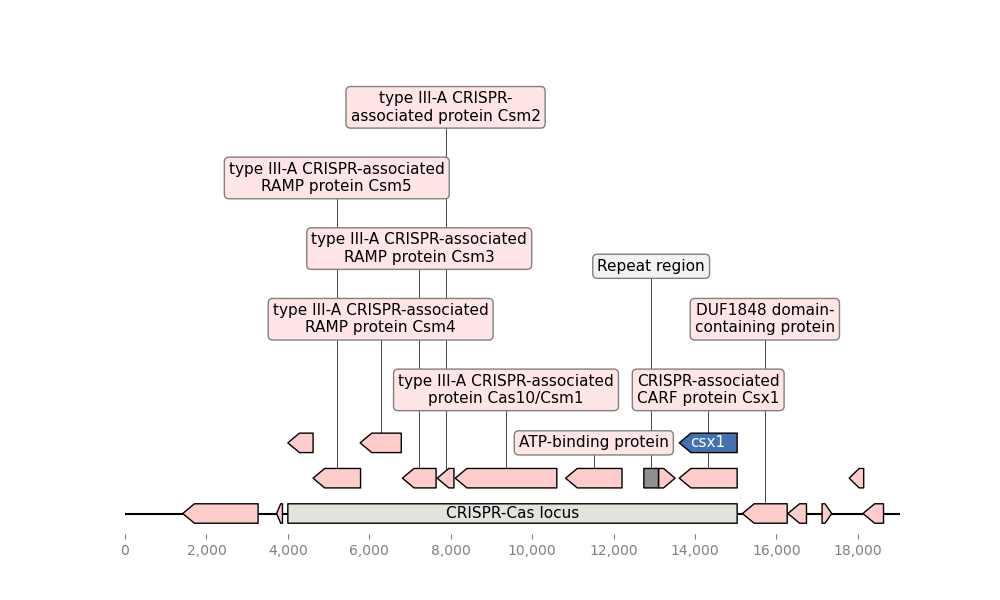 type III-A CRISPR-
associated protein Csm2
type III-A CRISPR-associated
RAMP protein Csm5
type III-A CRISPR-associated
RAMP protein Csm3
Repeat region
type III-A CRISPR-associated
RAMP protein Csm4
DUF1848 domain-
containing protein
type III-A CRISPR-associated
protein Cas10/Csm1
CRISPR-associated
CARF protein Csx1
ATP-binding protein
csx1
CRISPR-Cas locus
0 2,000 4,000 6,000 8,000 10,000 12,000 14,000 16,000 18,000